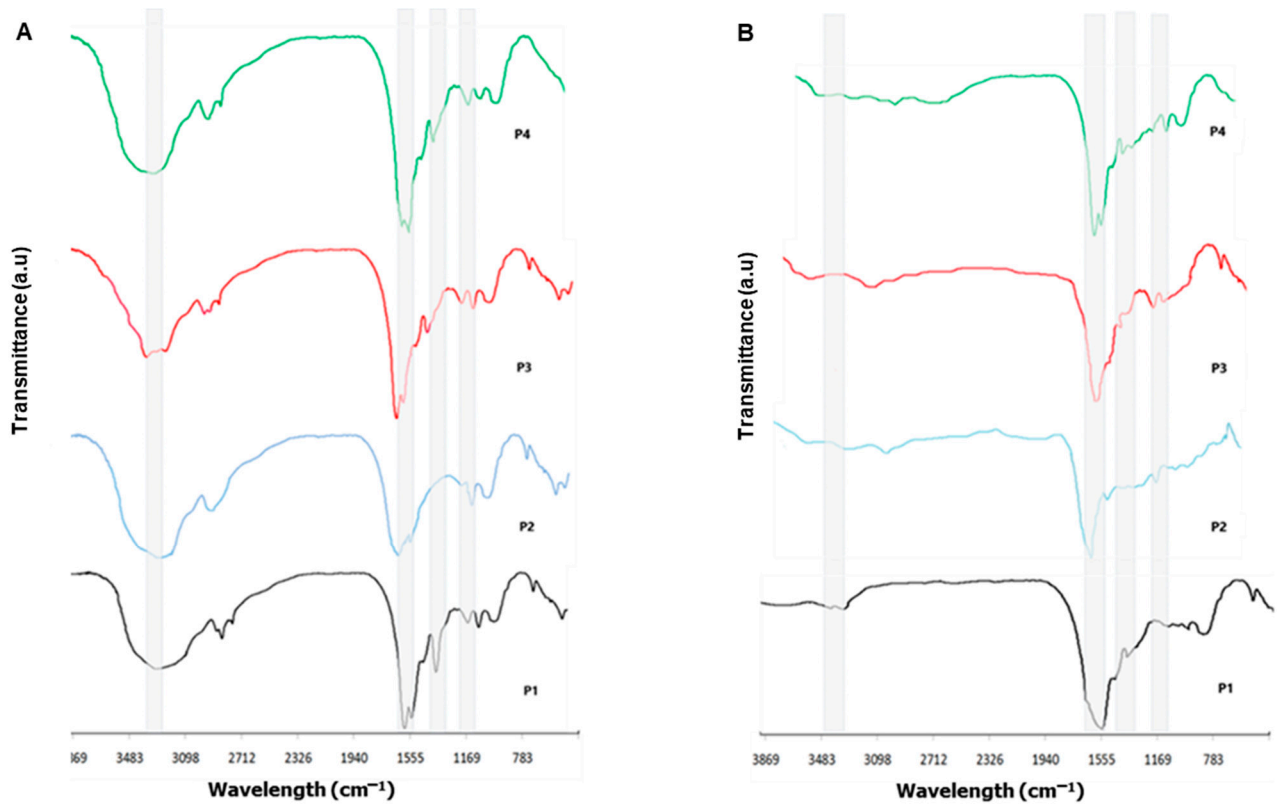 A
P4
P3
P2
P1
Transmittance (a.u)
369 3483 3098 2712 2326 1940 1555 1169 783
Wavelength (cm⁻¹)
B
P4
P3
P2
P1
Transmittance (a.u)
3869 3483 3098 2712 2326 1940 1555 1169 783
Wavelength (cm⁻¹)